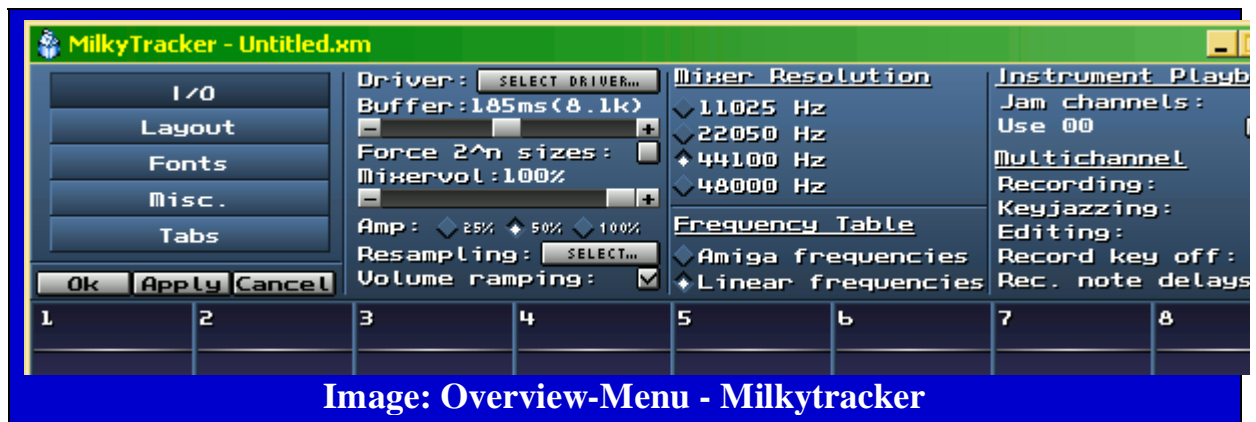 MilkyTracker - Untitled.xm
I/O
Layout
Fonts
Misc.
Tabs
Ok Apply Cancel
Driver: SELECT DRIVER...
Buffer:185ms(8.1k)
Force 2^n sizes:
Mixervol:100%
Amp: 25% 50% 100%
Resampling: SELECT...
Volume ramping:
Mixer Resolution
11025 Hz
22050 Hz
44100 Hz
48000 Hz
Frequency Table
Amiga frequencies
Linear frequencies
Instrument Playb
Jam channels:
Use 00
Multichannel
Recording:
Keyjazzing:
Editing:
Record key off:
Rec. note delays
1 2 3 4 5 6 7 8
Image: Overview-Menu - Milkytracker